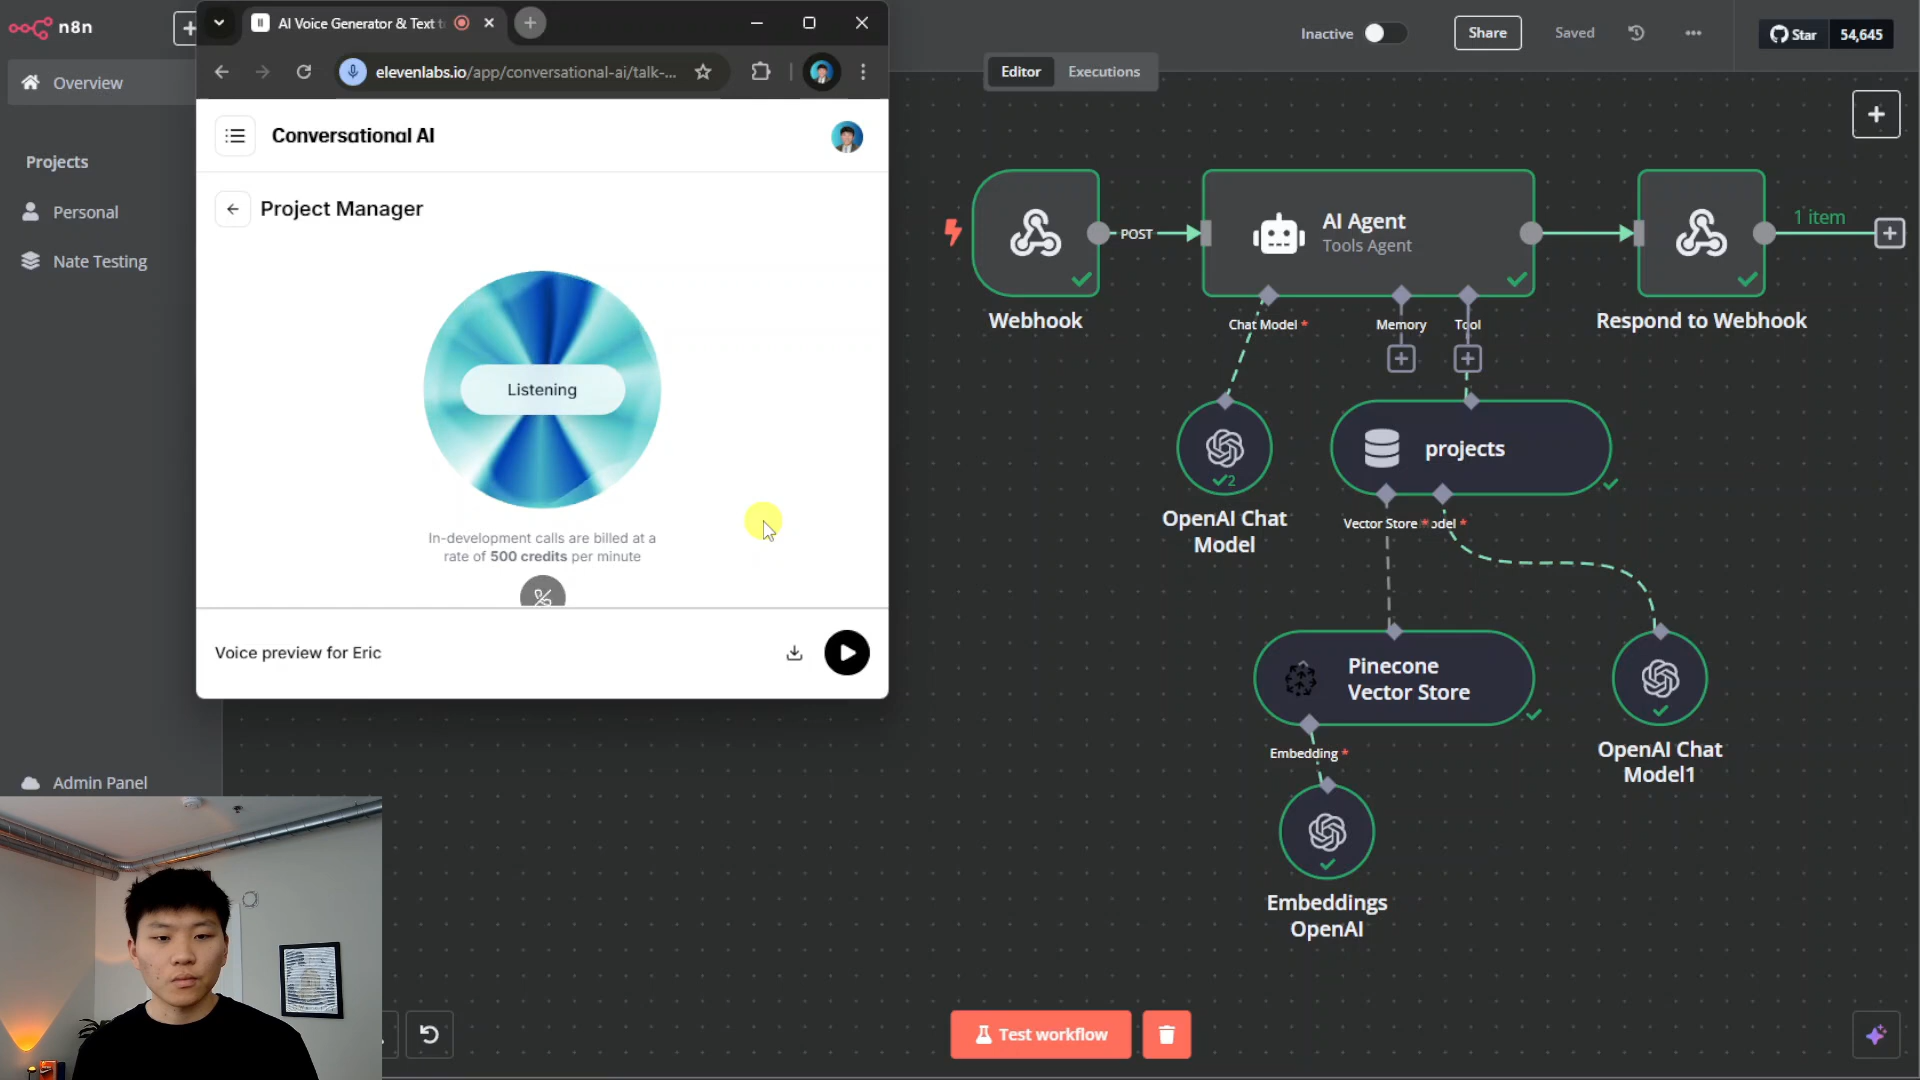 n8n
Overview
Projects
Personal
Nate Testing
Admin Panel
AI Voice Generator & Text t
elevenlabs.io/app/conversational-ai/talk-...
Conversational AI
Project Manager
Listening
In-development calls are billed at a
rate of 500 credits per minute
Voice preview for Eric
Inactive
Share
Saved
Star
54,645
Editor
Executions
POST
AI Agent
Tools Agent
1 item
Webhook
Chat Model *
Memory
Tool
Respond to Webhook
2
projects
OpenAI Chat
Model
Vector Store *
odel *
Pinecone
Vector Store
Embedding *
OpenAI Chat
Model1
Embeddings
OpenAI
Test workflow